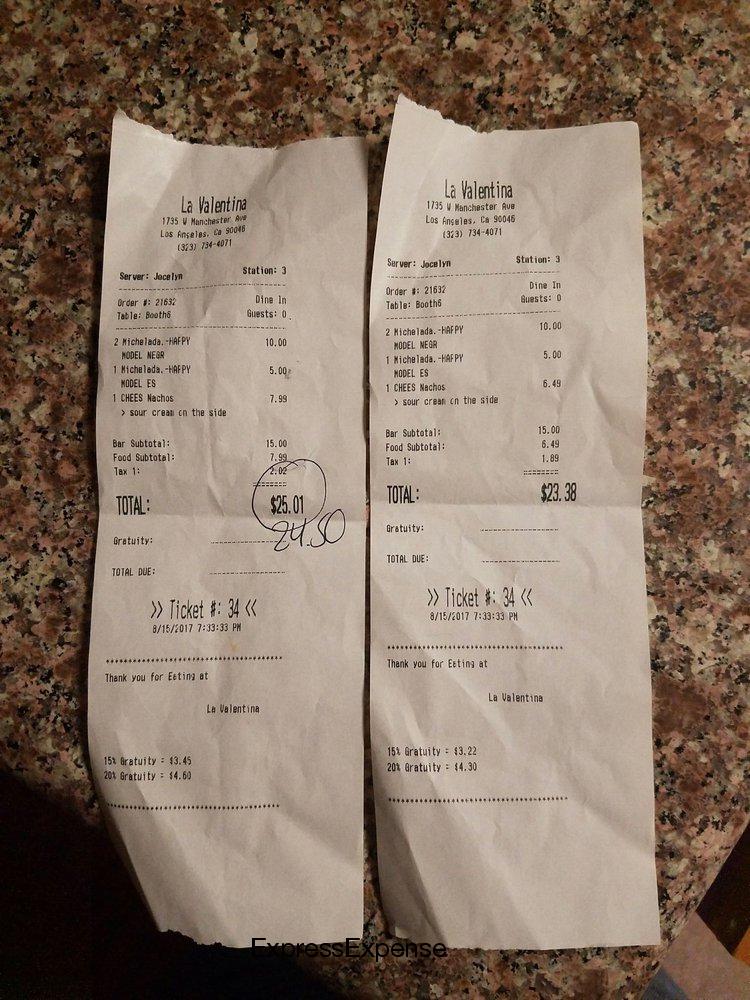 La Valentina
1735 W Manchester Ave
Los Angeles, Ca 90046
(323) 734-4071
Server: Jocelyn Station: 3
Order #: 21632 Dine In
Table: Booth6 Guests: 0
2 Michelada.-HAPPY 10.00
MODEL NEGR
1 Michelada.-HAPPY 5.00
MODEL ES
1 CHEES Nachos 7.99
> sour cream on the side
Bar Subtotal: 15.00
Food Subtotal: 7.99
Tax 1: 2.02
TOTAL: $25.01
24.50
Gratuity:
TOTAL DUE:
>> Ticket #: 34 <<
8/15/2017 7:33:33 PM
Thank you for Eating at
La Valentina
15% Gratuity = $3.45
20% Gratuity = $4.60
La Valentina
1735 W Manchester Ave
Los Angeles, Ca 90046
(323) 734-4071
Server: Jocelyn Station: 3
Order #: 21632 Dine In
Table: Booth6 Guests: 0
2 Michelada.-HAPPY 10.00
MODEL NEGR
1 Michelada.-HAPPY 5.00
MODEL ES
1 CHEES Nachos 6.49
> sour cream on the side
Bar Subtotal: 15.00
Food Subtotal: 6.49
Tax 1: 1.89
TOTAL: $23.38
Gratuity:
TOTAL DUE:
>> Ticket #: 34 <<
8/15/2017 7:33:33 PM
Thank you for Eating at
La Valentina
15% Gratuity = $3.22
20% Gratuity = $4.30
ExpressExpense